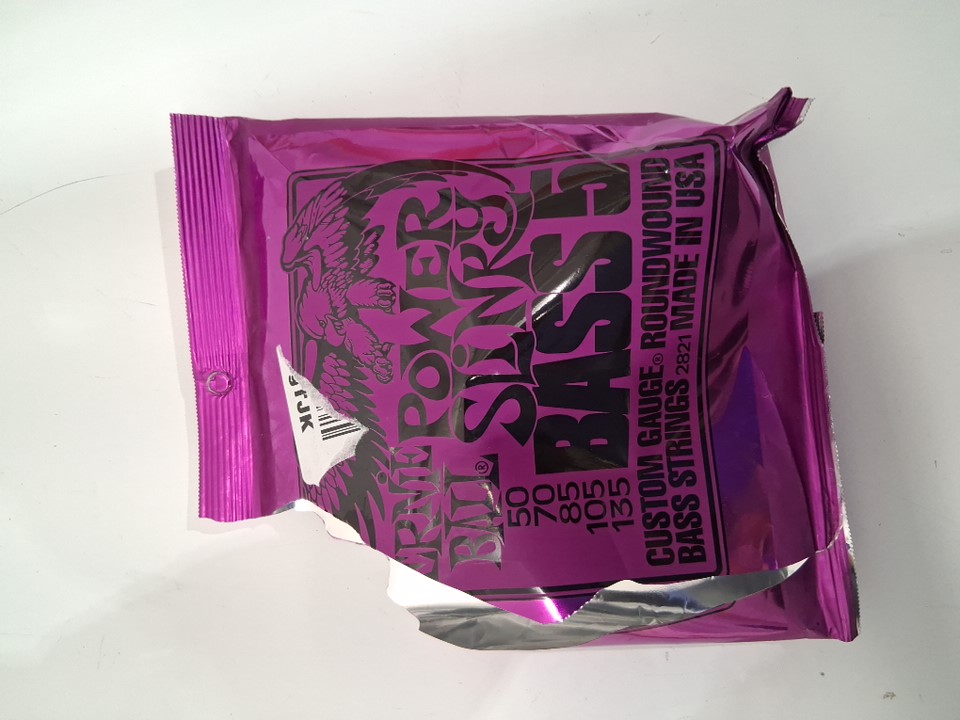 ERNIE BALL®
POWER
SLINKY
BASS 5
50
70
85
105
135
CUSTOM GAUGE® ROUNDWOUND
BASS STRINGS 2821 MADE IN USA